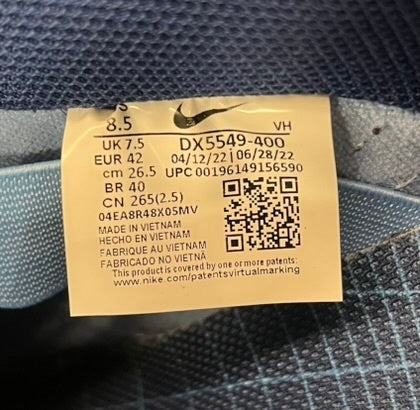 8.5
VH
UK 7.5 DX5549-400
EUR 42 04/12/22 | 06/28/22
cm 26.5 UPC 00196149156590
BR 40
CN 265(2.5)
04EA8R48X05MV
MADE IN VIETNAM
HECHO EN VIETNAM
FABRIQUE AU VIETNAM
FABRICADO NO VIETNÃ
This product is covered by one or more patents:
www.nike.com/patentsvirtualmarking